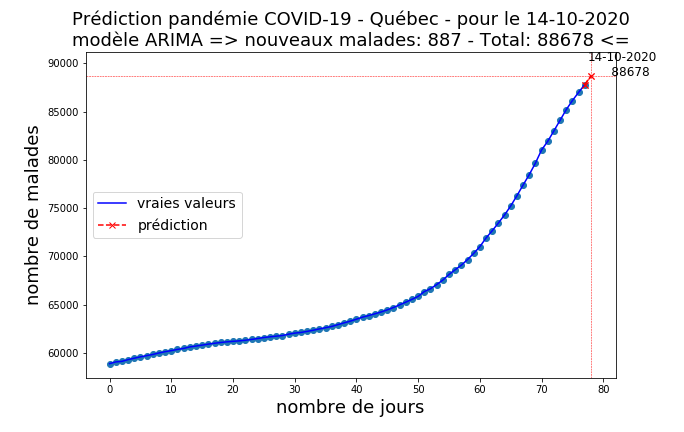 Prédiction pandémie COVID-19 - Québec - pour le 14-10-2020
modèle ARIMA => nouveaux malades: 887 - Total: 88678 <=
14-10-2020
88678
90000
85000
80000
75000
70000
65000
60000
nombre de malades
vraies valeurs
prédiction
0 10 20 30 40 50 60 70 80
nombre de jours